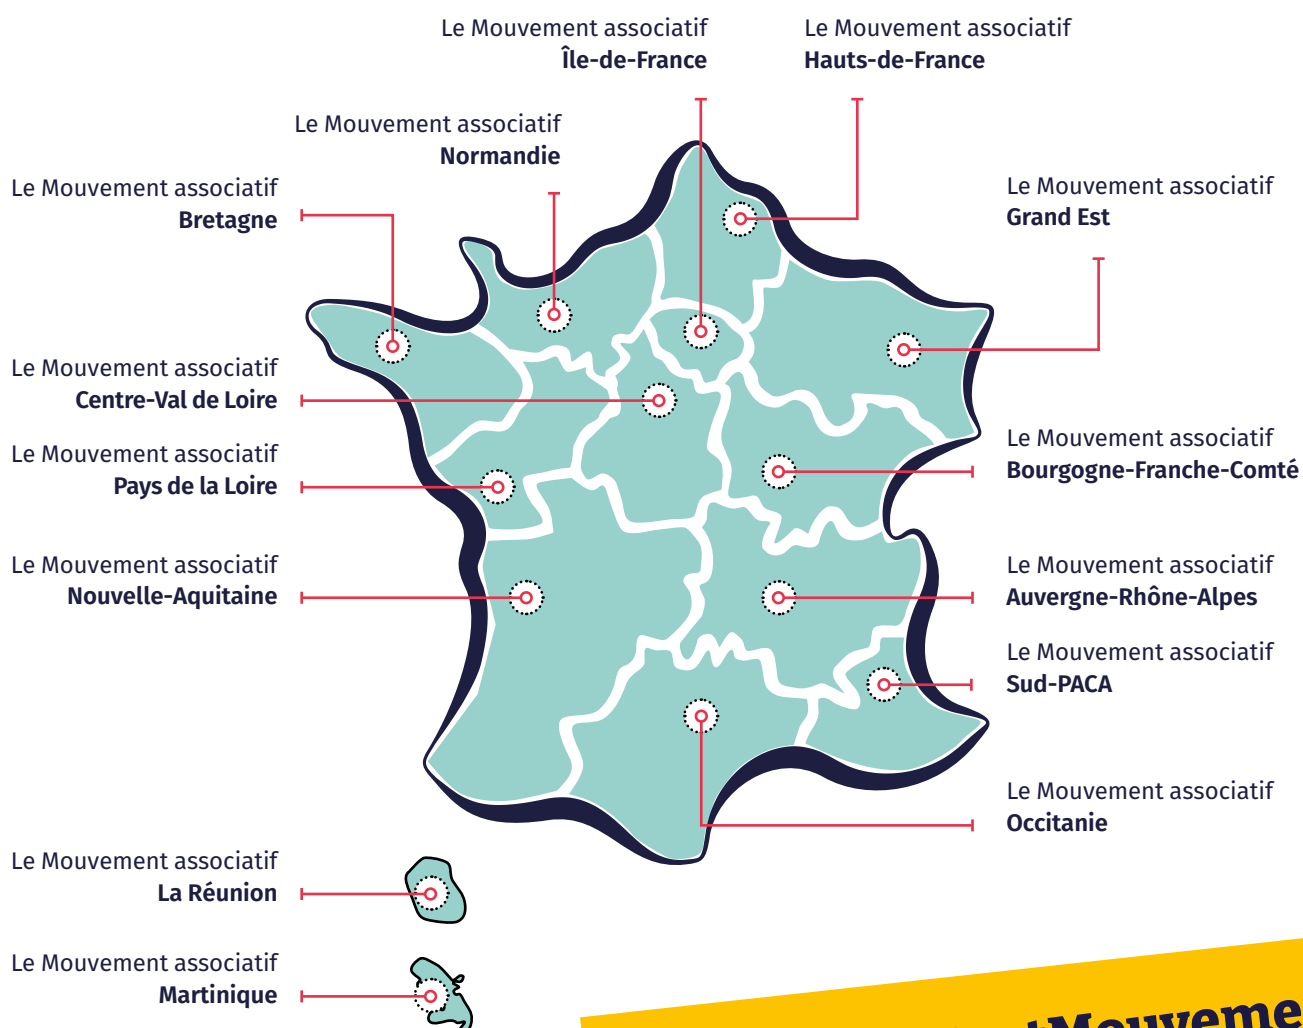 Le Mouvement associatif
Île-de-France
Le Mouvement associatif
Hauts-de-France
Le Mouvement associatif
Normandie
Le Mouvement associatif
Bretagne
Le Mouvement associatif
Grand Est
Le Mouvement associatif
Centre-Val de Loire
Le Mouvement associatif
Bourgogne-Franche-Comté
Le Mouvement associatif
Pays de la Loire
Le Mouvement associatif
Nouvelle-Aquitaine
Le Mouvement associatif
Auvergne-Rhône-Alpes
Le Mouvement associatif
Sud-PACA
Le Mouvement associatif
Occitanie
Le Mouvement associatif
La Réunion
Le Mouvement associatif
Martinique